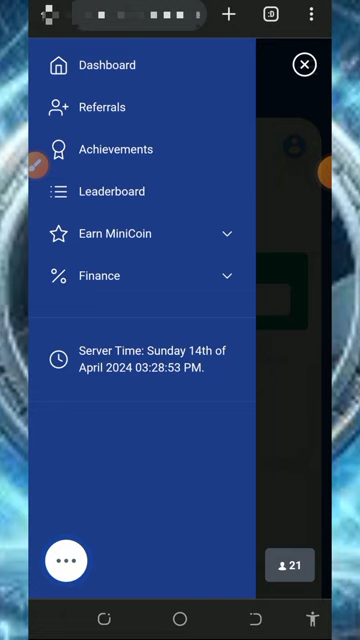 :D
Dashboard
Referrals
Achievements
Leaderboard
Earn MiniCoin
Finance
Server Time: Sunday 14th of
April 2024 03:28:53 PM.
21